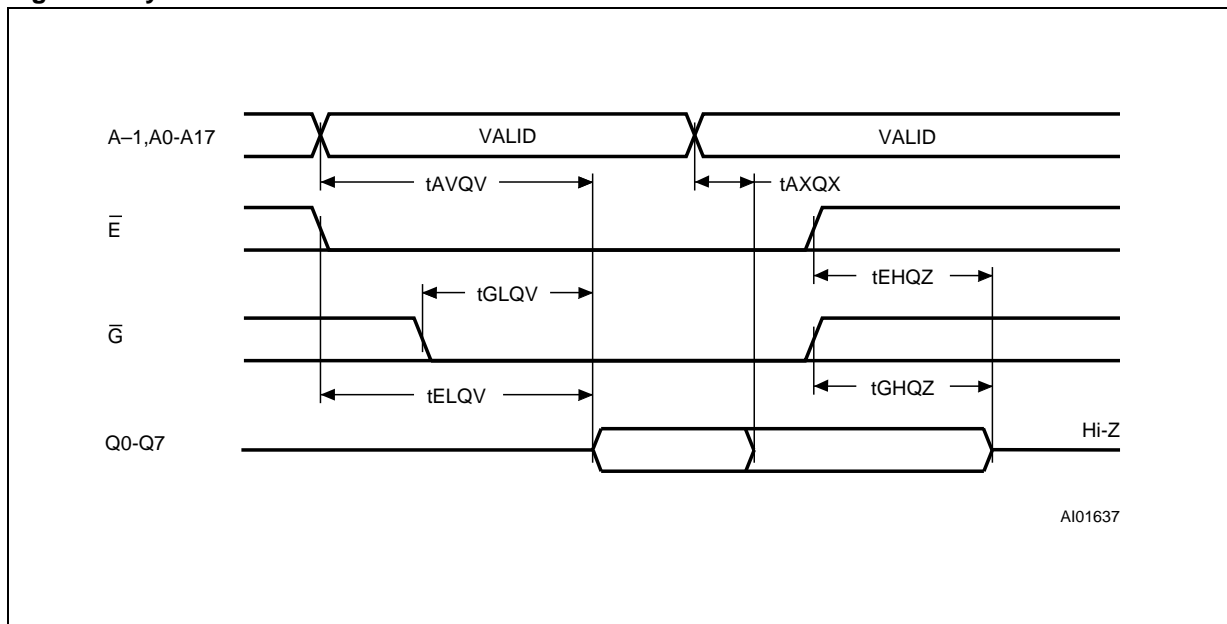 A–1,A0-A17
VALID
VALID
tAVQV
tAXQX
E̅
tEHQZ
tGLQV
G̅
tELQV
tGHQZ
Q0-Q7
Hi-Z
AI01637